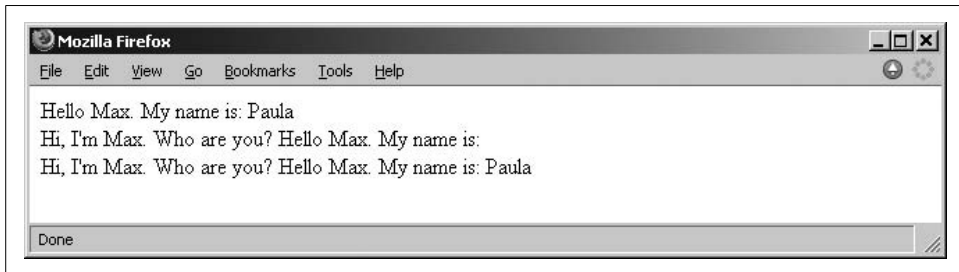 Mozilla Firefox
File Edit View Go Bookmarks Tools Help
Hello Max. My name is: Paula
Hi, I'm Max. Who are you? Hello Max. My name is:
Hi, I'm Max. Who are you? Hello Max. My name is: Paula
Done